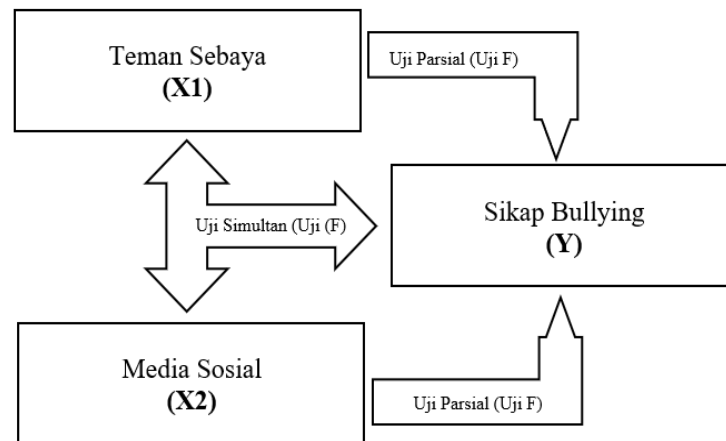 Teman Sebaya
(X1)
Uji Parsial (Uji F)
Uji Simultan (Uji (F)
Sikap Bullying
(Y)
Media Sosial
(X2)
Uji Parsial (Uji F)